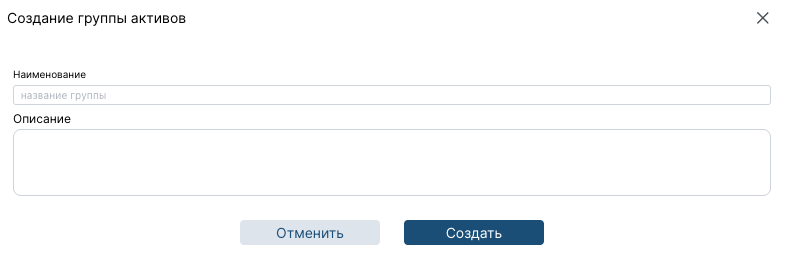 Создание группы активов
Наименование
название группы
Описание
Отменить
Создать